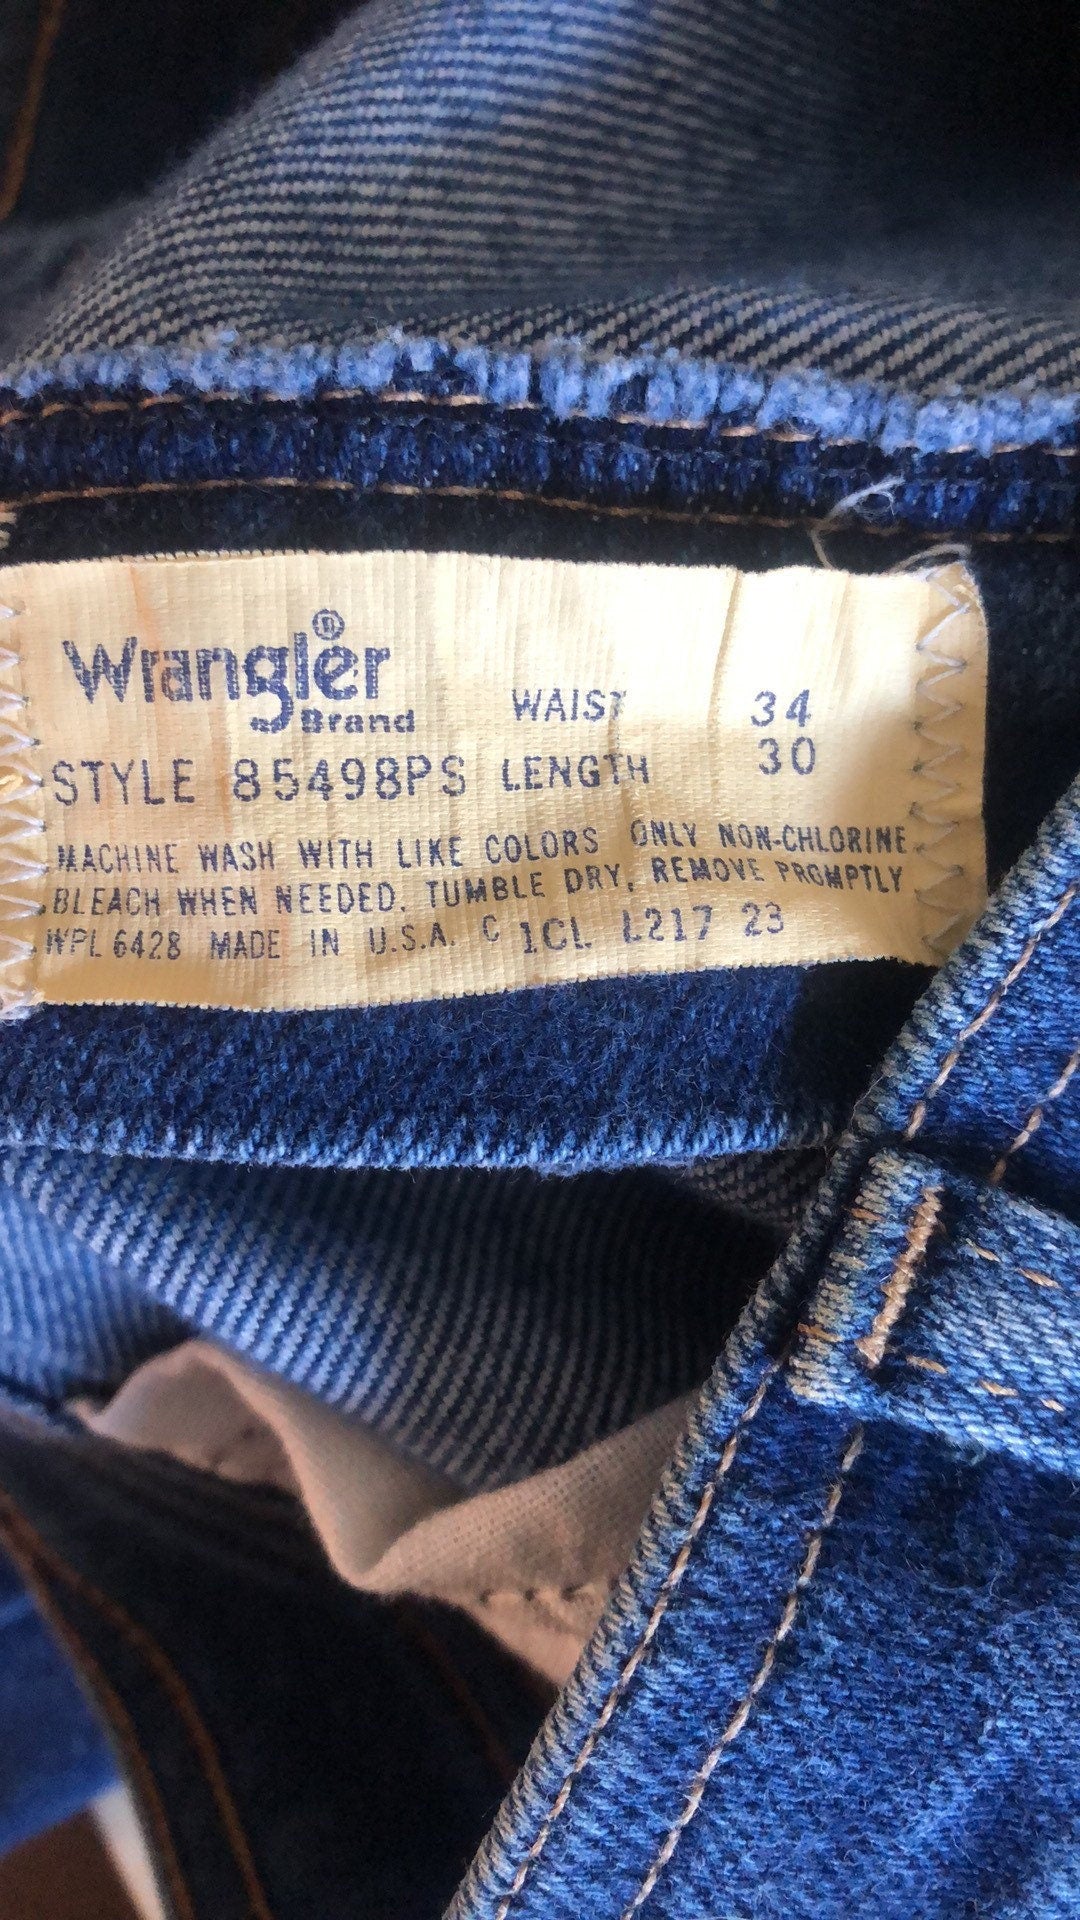 Wrangler®
Brand
WAIST 34
STYLE 85498PS LENGTH 30
MACHINE WASH WITH LIKE COLORS ONLY NON-CHLORINE
BLEACH WHEN NEEDED. TUMBLE DRY, REMOVE PROMPTLY
WPL 6428 MADE IN U.S.A. C 1CL L217 23